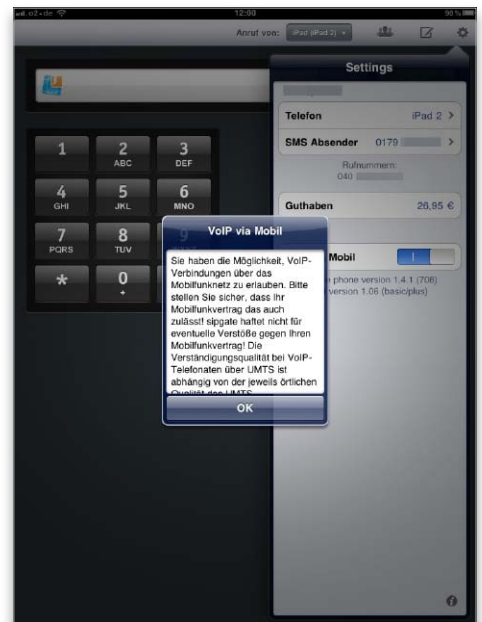 o2-de
12:00
99 %
Anruf von: iPad (iPad 2)
Settings
Telefon iPad 2 >
SMS Absender 0179 >
Rufnummern:
040
Guthaben 26,95 €
Mobil
phone version 1.4.1 (708)
version 1.06 (basic/plus)
1
2
ABC
3
DEF
4
GHI
5
JKL
6
MNO
7
PQRS
8
TUV
9
*
0
+
VoIP via Mobil
Sie haben die Möglichkeit, VoIP-
Verbindungen über das
Mobilfunknetz zu erlauben. Bitte
stellen Sie sicher, dass Ihr
Mobilfunkvertrag das auch
zulässt! sipgate haftet nicht für
eventuelle Verstöße gegen Ihren
Mobilfunkvertrag! Die
Verständigungsqualität bei VoIP-
Telefonaten über UMTS ist
abhängig von der jeweils örtlichen
Qualität des UMTS
OK